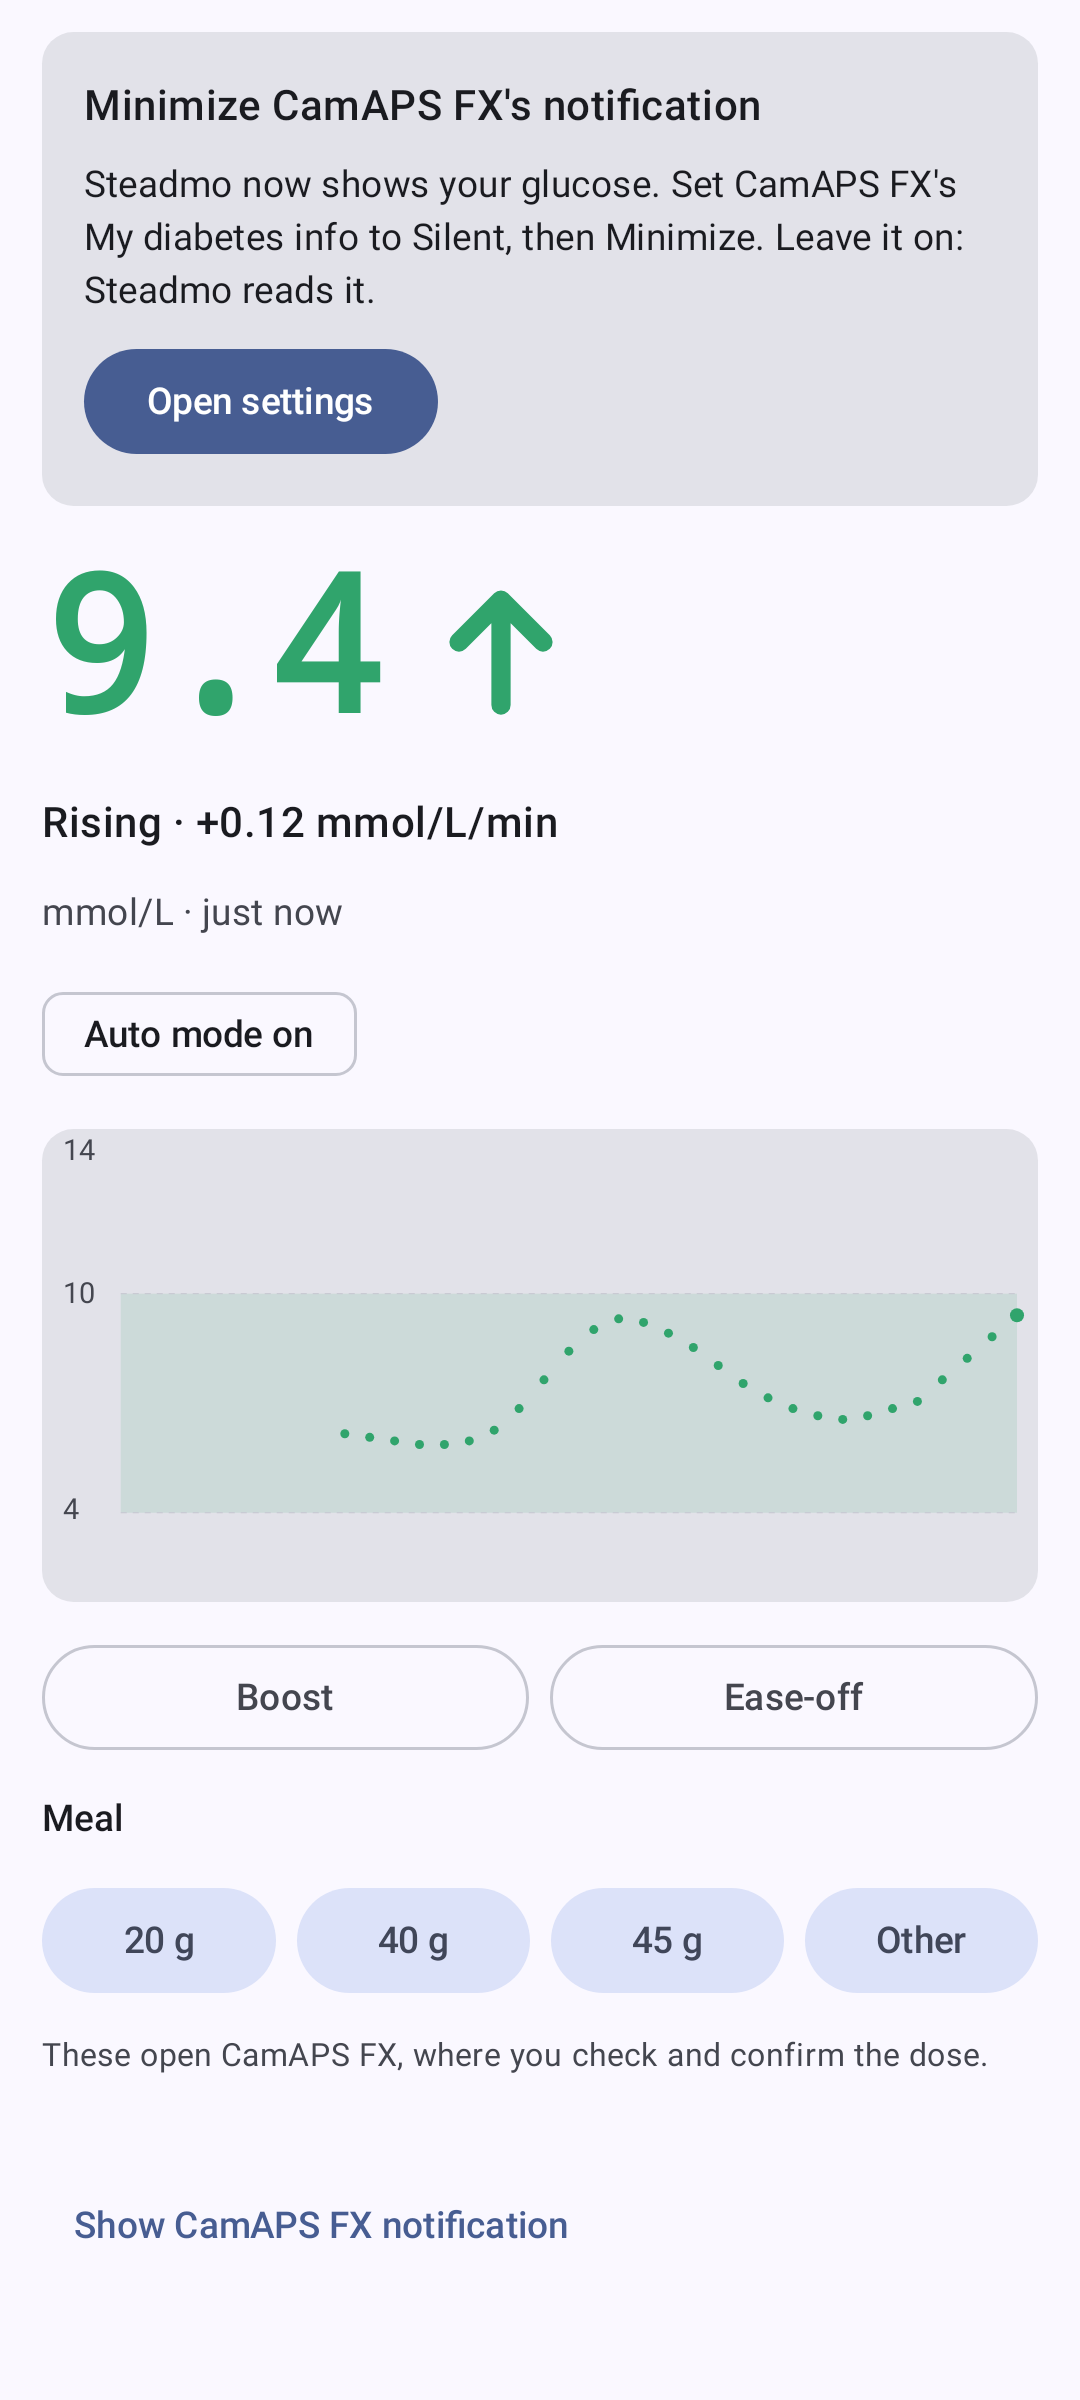 Minimize CamAPS FX's notification
Steadmo now shows your glucose. Set CamAPS FX's
My diabetes info to Silent, then Minimize. Leave it on:
Steadmo reads it.
Open settings
9.4
Rising · +0.12 mmol/L/min
mmol/L · just now
Auto mode on
14
10
4
Boost
Ease-off
Meal
20 g
40 g
45 g
Other
These open CamAPS FX, where you check and confirm the dose.
Show CamAPS FX notification